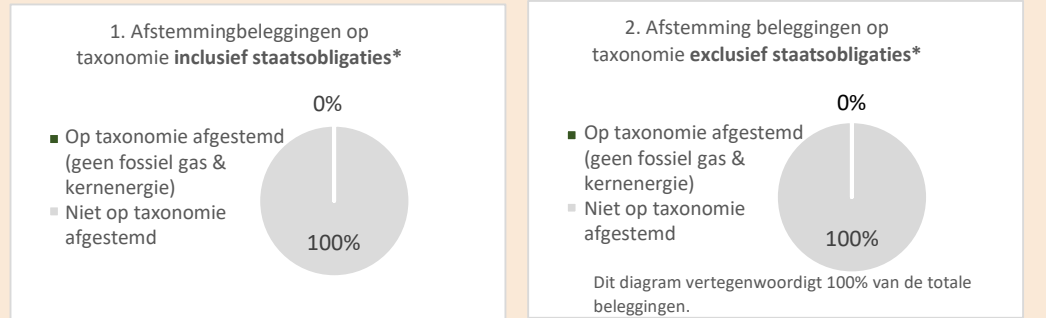 1. Afstemmingbeleggingen op
taxonomie inclusief staatsobligaties*
0%
Op taxonomie afgestemd
(geen fossiel gas &
kernenergie)
Niet op taxonomie
afgestemd
100%
2. Afstemming beleggingen op
taxonomie exclusief staatsobligaties*
0%
Op taxonomie afgestemd
(geen fossiel gas &
kernenergie)
Niet op taxonomie
afgestemd
100%
Dit diagram vertegenwoordigt 100% van de totale
beleggingen.